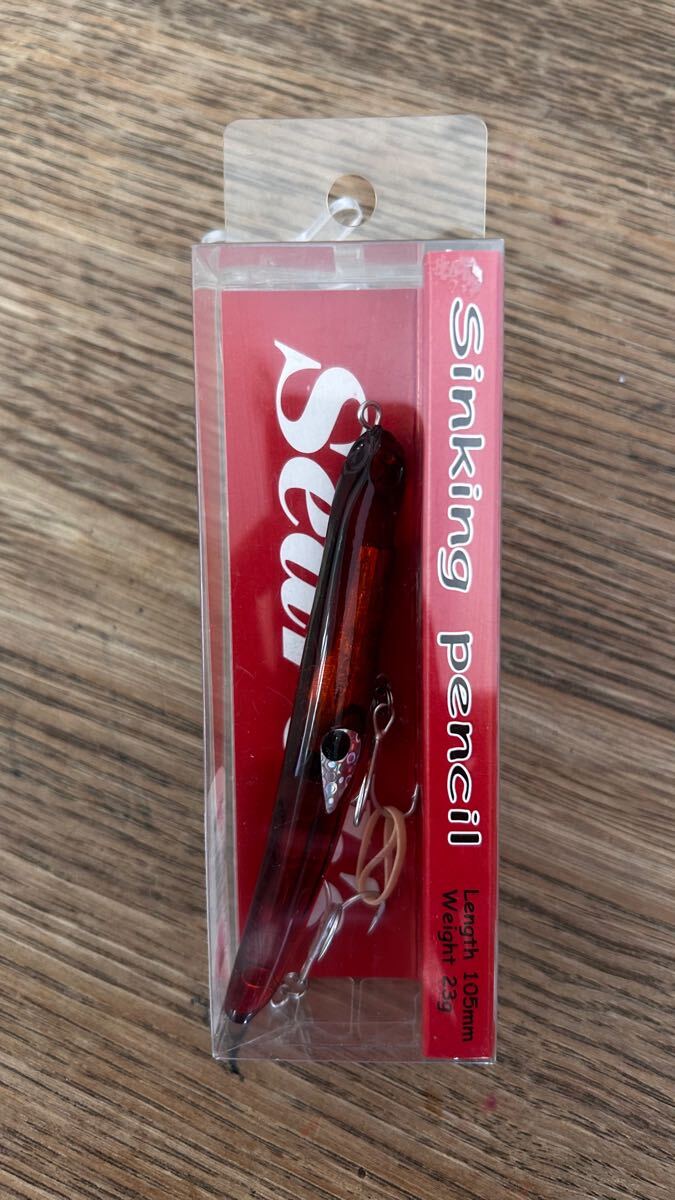 Sinking pencil
Length 105mm
Weight 23g